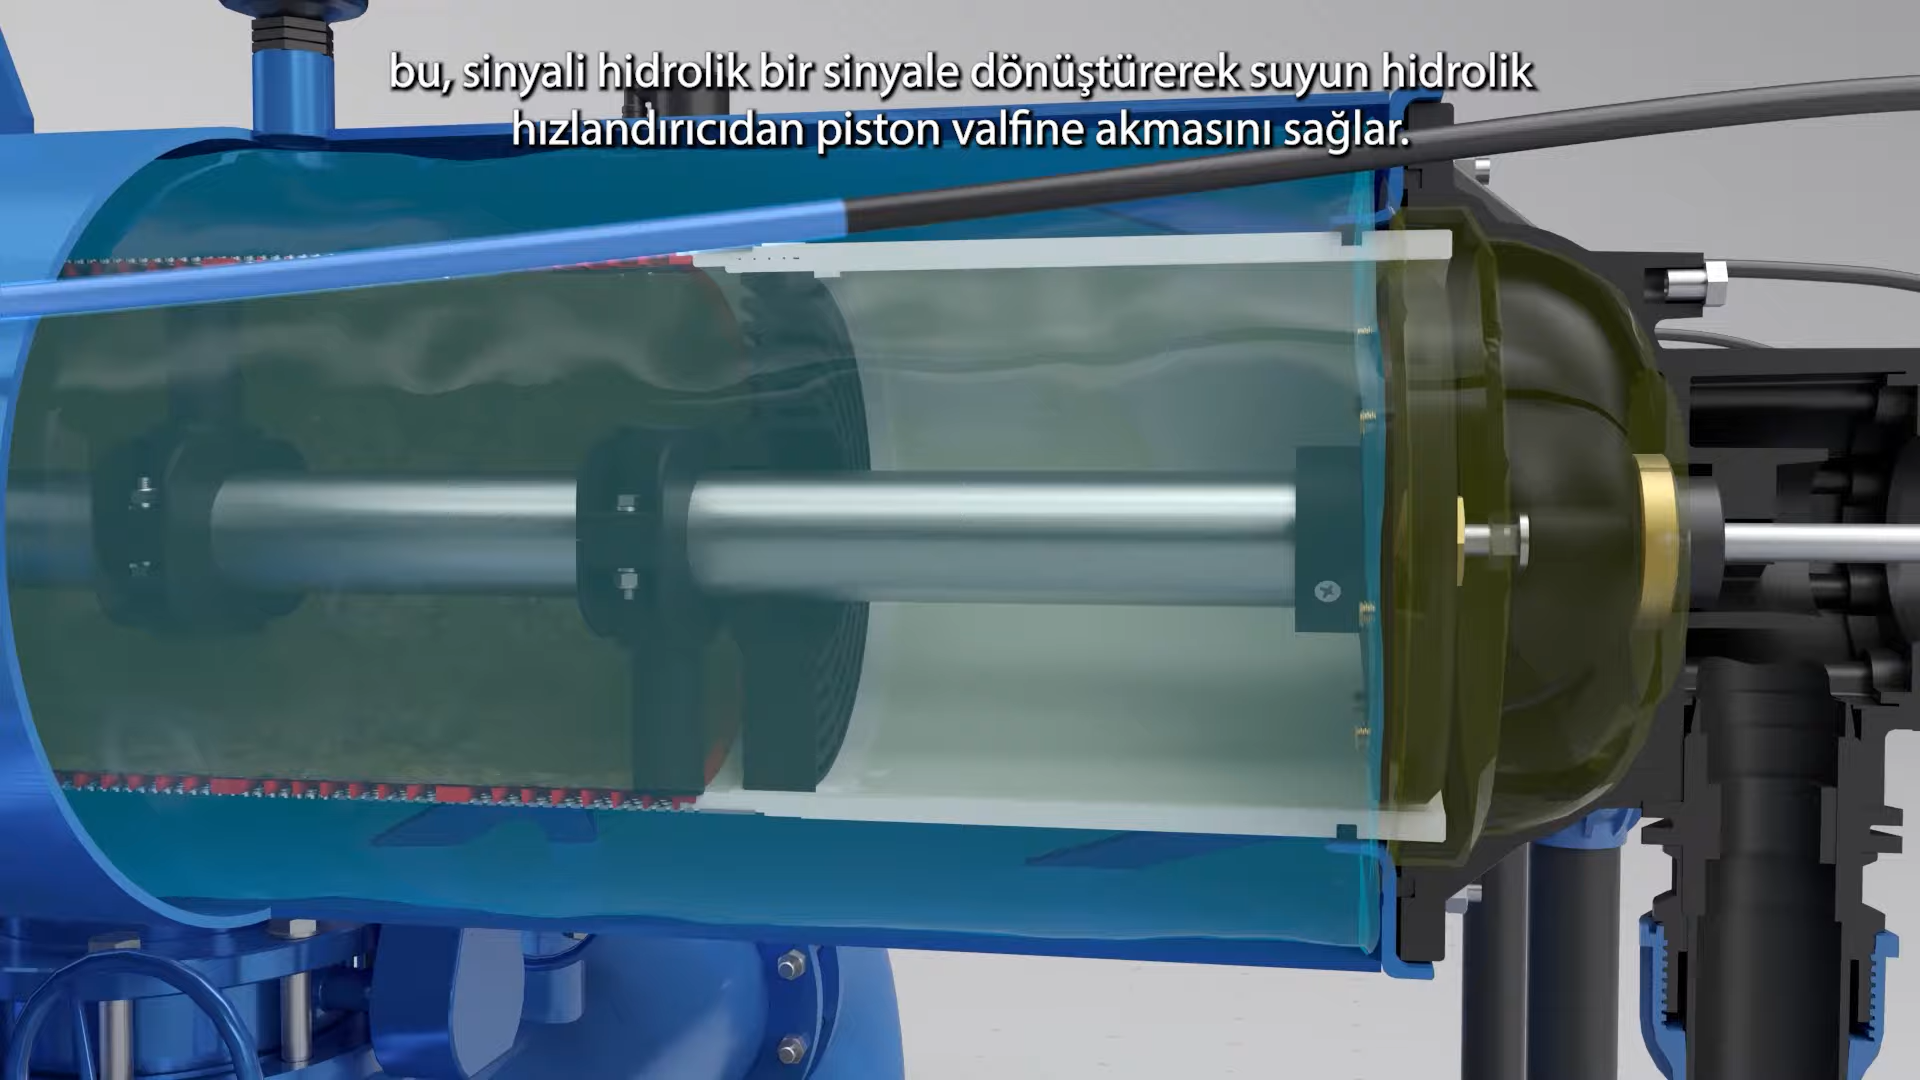 bu, sinyali hidrolik bir sinyale dönüştürerek suyun hidrolik
hızlandırıcıdan piston valfine akmasını sağlar.